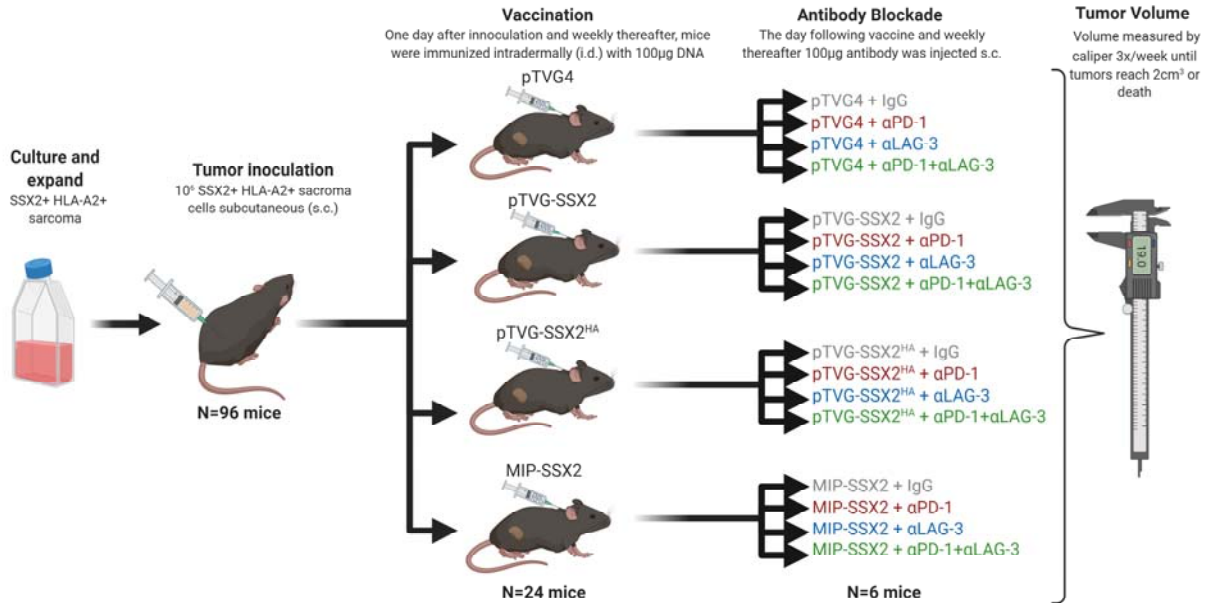 Vaccination
One day after innoculation and weekly thereafter, mice
were immunized intradermally (i.d.) with 100μg DNA
Antibody Blockade
The day following vaccine and weekly
thereafter 100μg antibody was injected s.c.
Tumor Volume
Volume measured by
caliper 3x/week until
tumors reach 2cm³ or
death
Culture and
expand
SSX2+ HLA-A2+
sarcoma
Tumor inoculation
10⁶ SSX2+ HLA-A2+ sacroma
cells subcutaneous (s.c.)
N=96 mice
pTVG4
pTVG4 + IgG
pTVG4 + αPD-1
pTVG4 + αLAG-3
pTVG4 + αPD-1+αLAG-3
pTVG-SSX2
pTVG-SSX2 + IgG
pTVG-SSX2 + αPD-1
pTVG-SSX2 + αLAG-3
pTVG-SSX2 + αPD-1+αLAG-3
pTVG-SSX2ᴴᴬ
pTVG-SSX2ᴴᴬ + IgG
pTVG-SSX2ᴴᴬ + αPD-1
pTVG-SSX2ᴴᴬ + αLAG-3
pTVG-SSX2ᴴᴬ + αPD-1+αLAG-3
MIP-SSX2
MIP-SSX2 + IgG
MIP-SSX2 + αPD-1
MIP-SSX2 + αLAG-3
MIP-SSX2 + αPD-1+αLAG-3
N=24 mice
N=6 mice
19.0